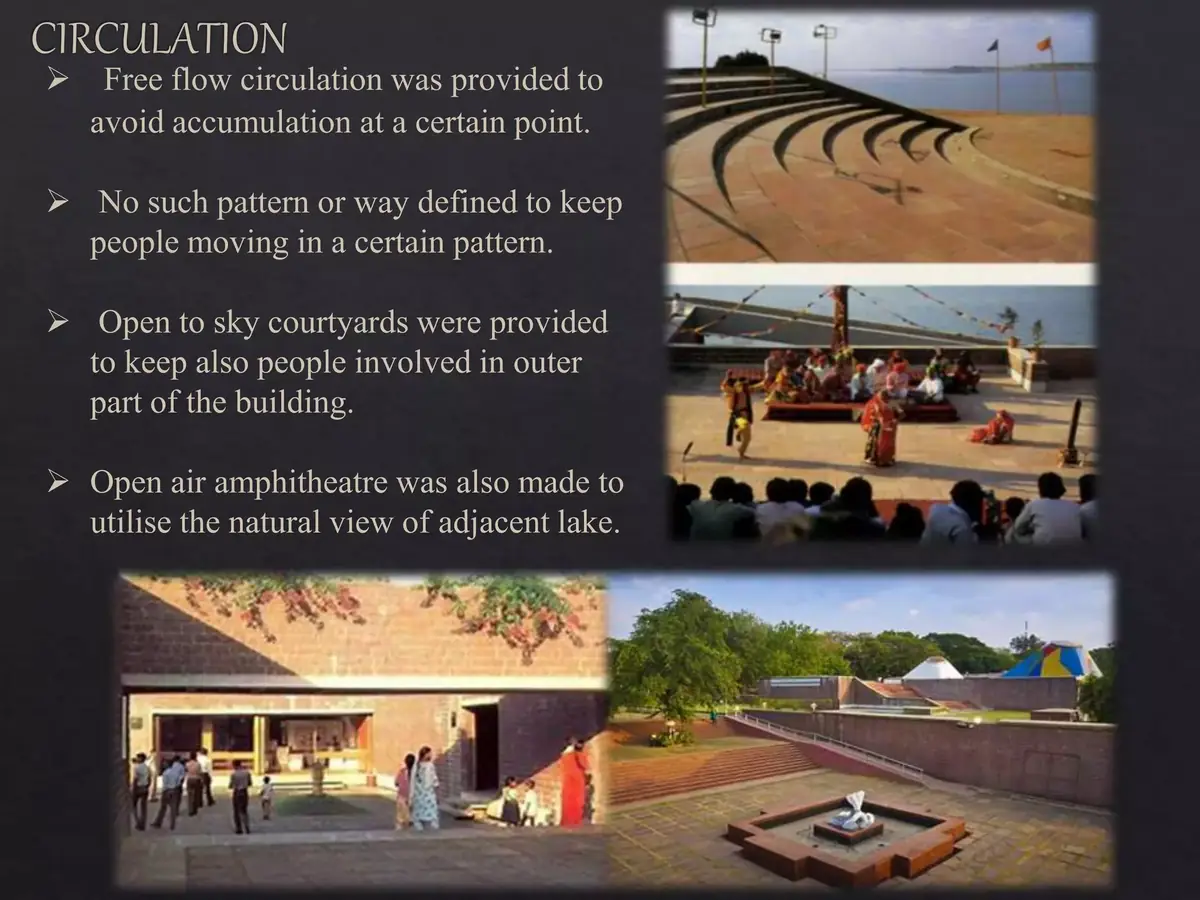 CIRCULATION
➢ Free flow circulation was provided to
avoid accumulation at a certain point.
➢ No such pattern or way defined to keep
people moving in a certain pattern.
➢ Open to sky courtyards were provided
to keep also people involved in outer
part of the building.
➢ Open air amphitheatre was also made to
utilise the natural view of adjacent lake.